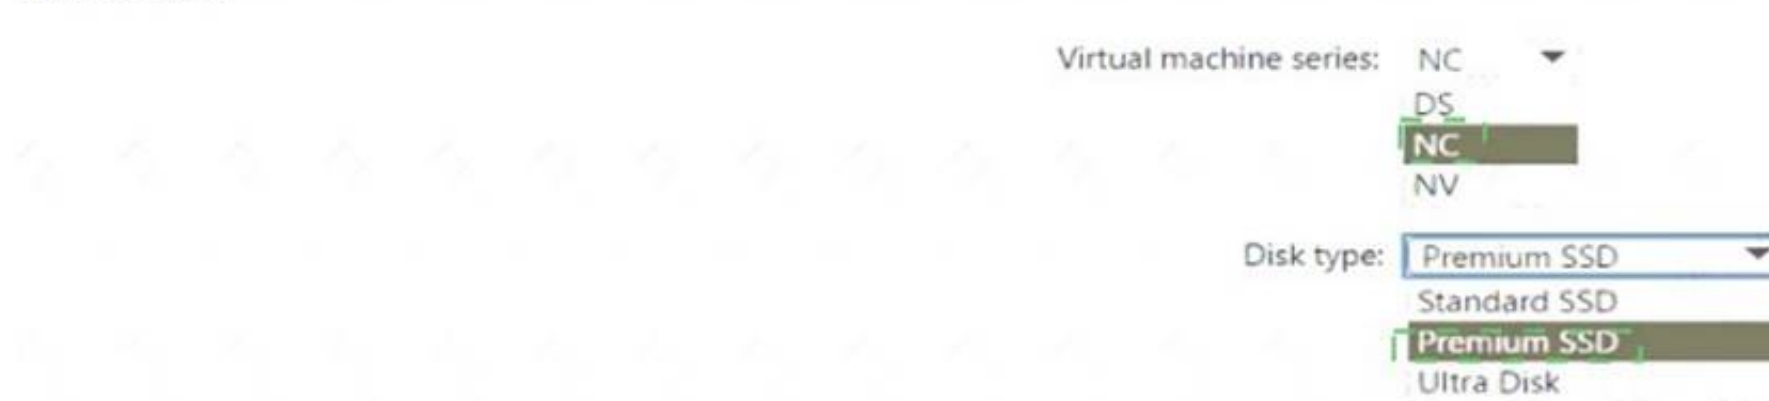 Virtual machine series: NC
DS
NC
NV
Disk type: Premium SSD
Standard SSD
Premium SSD
Ultra Disk